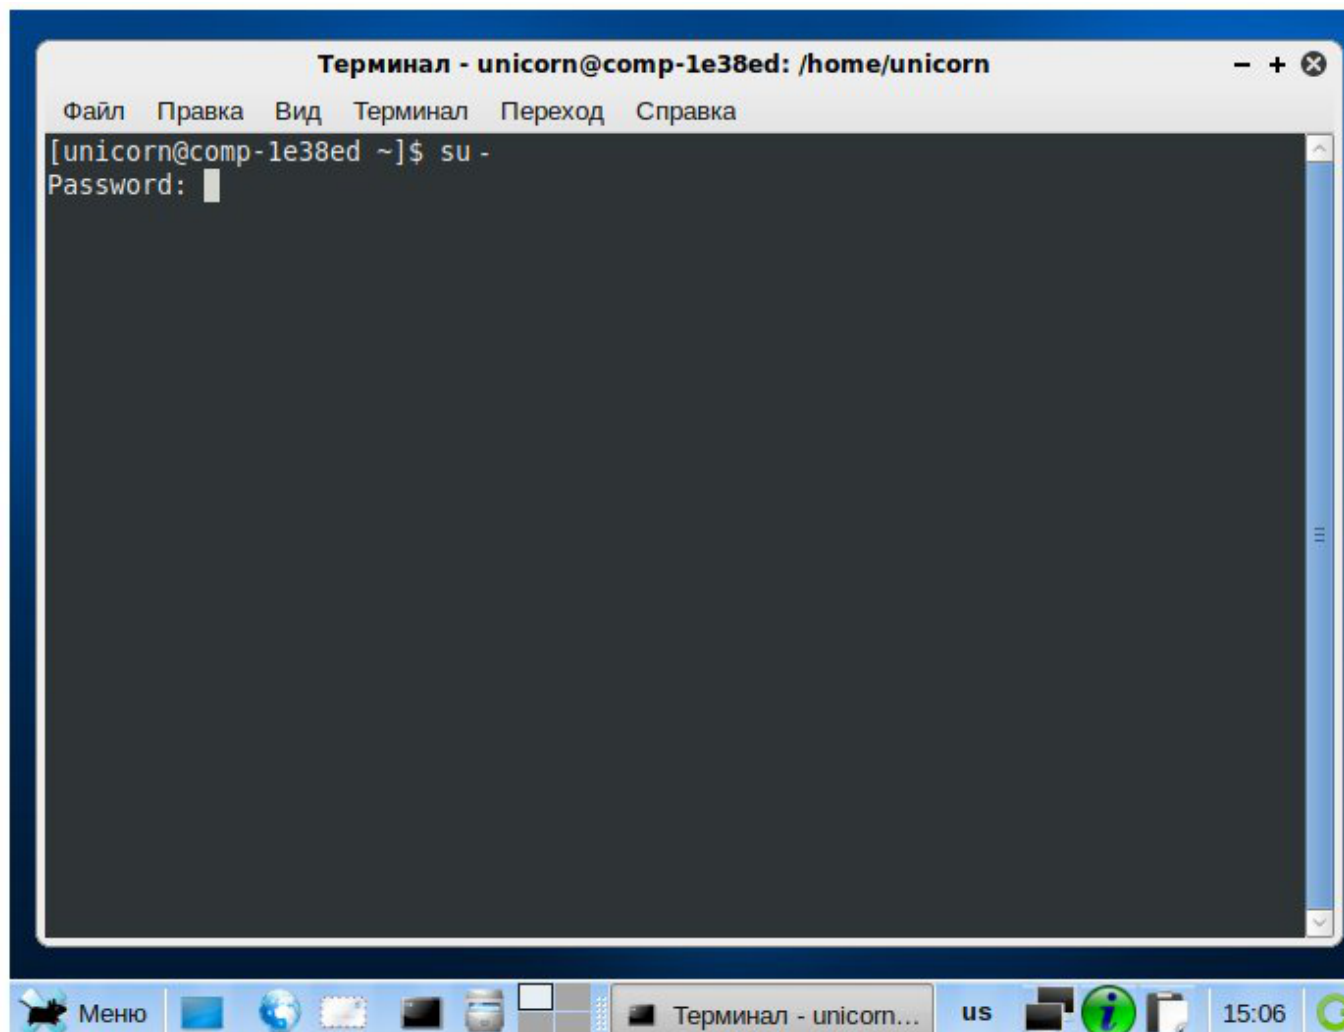 Терминал - unicorn@comp-1e38ed: /home/unicorn
Файл Правка Вид Терминал Переход Справка
[unicorn@comp-1e38ed ~]$ su -
Password:
Меню Терминал - unicorn... us 15:06